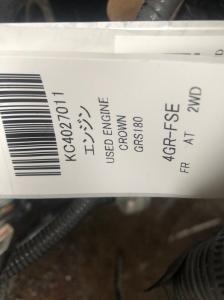 KC4027011
エンジン
USED ENGINE
CROWN
GRS180
4GR-FSE
FR AT 2WD